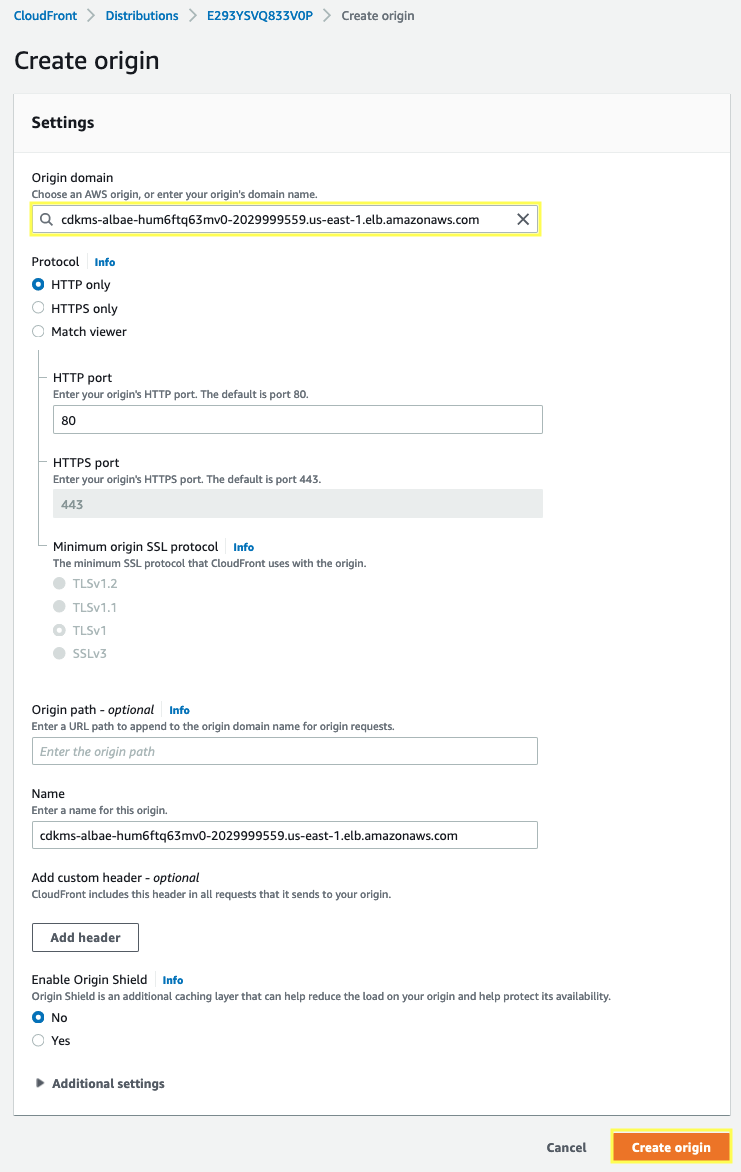 CloudFront > Distributions > E293YSVQ833V0P > Create origin
Create origin
Settings
Origin domain
Choose an AWS origin, or enter your origin's domain name.
cdkms-albae-hum6ftq63mv0-2029999559.us-east-1.elb.amazonaws.com
Protocol Info
HTTP only
HTTPS only
Match viewer
HTTP port
Enter your origin's HTTP port. The default is port 80.
80
HTTPS port
Enter your origin's HTTPS port. The default is port 443.
443
Minimum origin SSL protocol Info
The minimum SSL protocol that CloudFront uses with the origin.
TLSv1.2
TLSv1.1
TLSv1
SSLv3
Origin path - optional Info
Enter a URL path to append to the origin domain name for origin requests.
Enter the origin path
Name
Enter a name for this origin.
cdkms-albae-hum6ftq63mv0-2029999559.us-east-1.elb.amazonaws.com
Add custom header - optional
CloudFront includes this header in all requests that it sends to your origin.
Add header
Enable Origin Shield Info
Origin Shield is an additional caching layer that can help reduce the load on your origin and help protect its availability.
No
Yes
Additional settings
Cancel Create origin